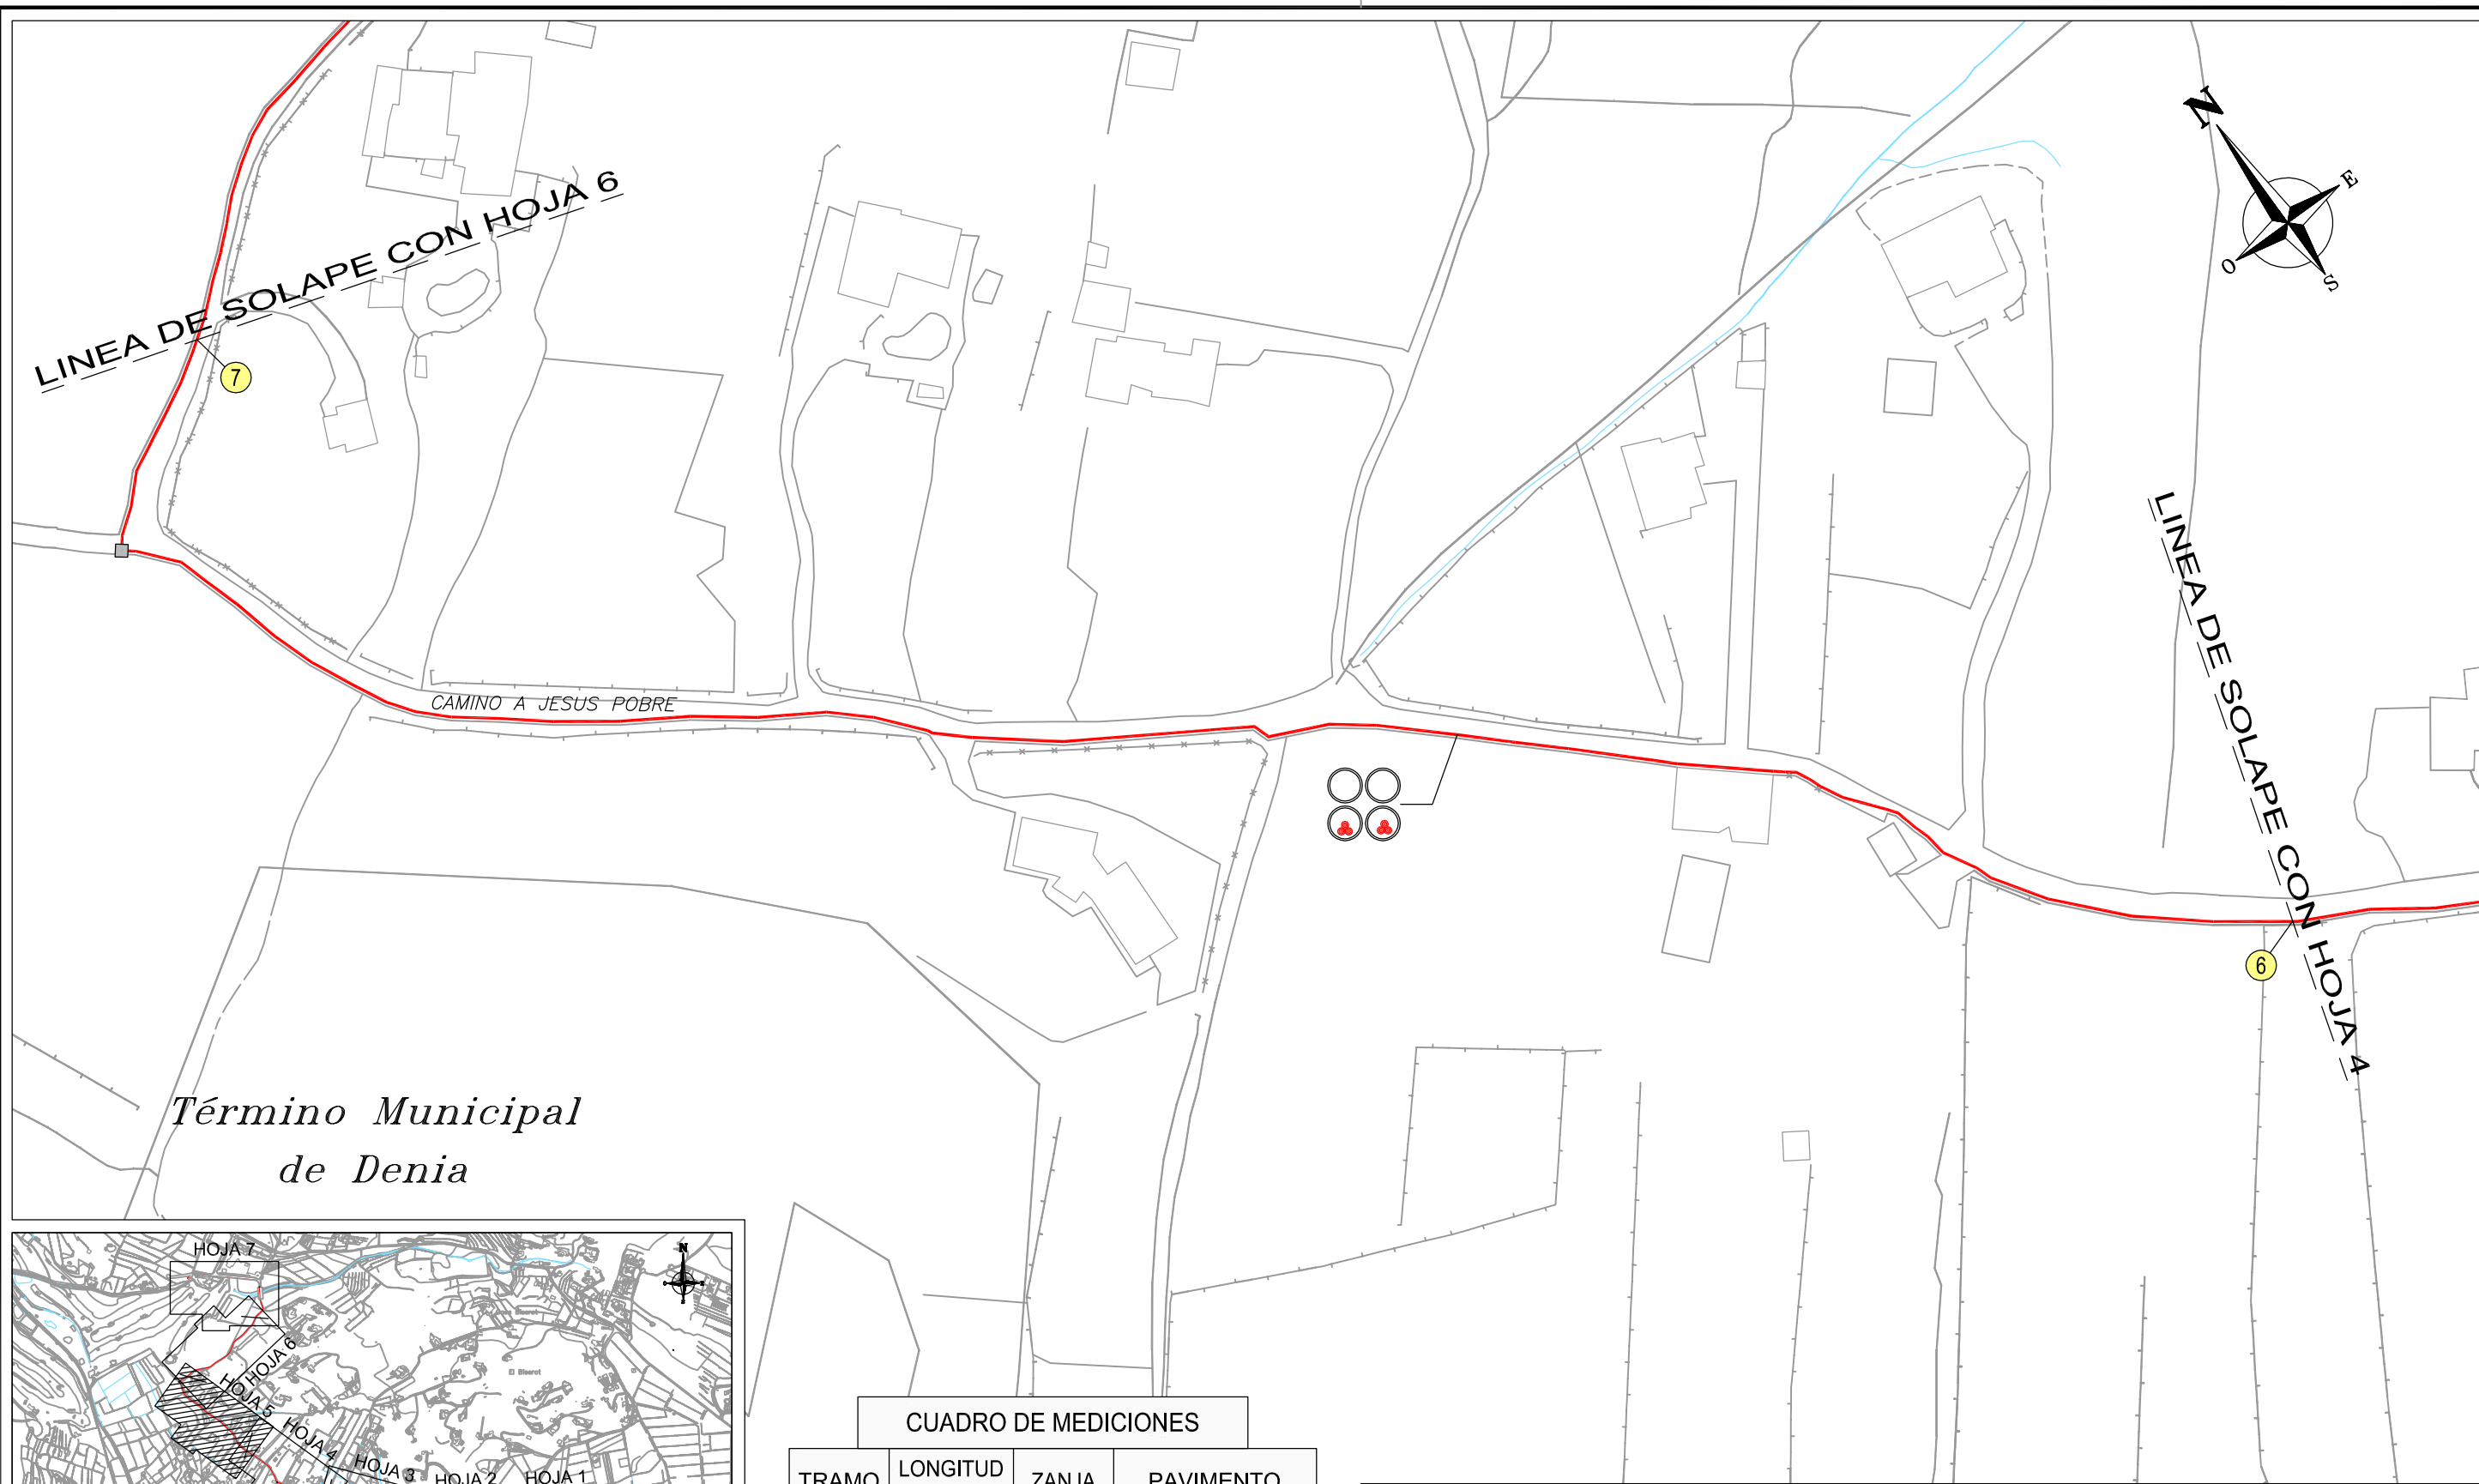 N
E
O
S
LINEA DE SOLAPE CON HOJA 6
7
LINEA DE SOLAPE CON HOJA 4
CAMINO A JESUS POBRE
6
Término Municipal
de Denia
HOJA 7
N
HOJA 6
HOJA 5
HOJA 4
HOJA 3
HOJA 2
HOJA 1
CUADRO DE MEDICIONES
TRAMO
LONGITUD
ZANJA
PAVIMENTO